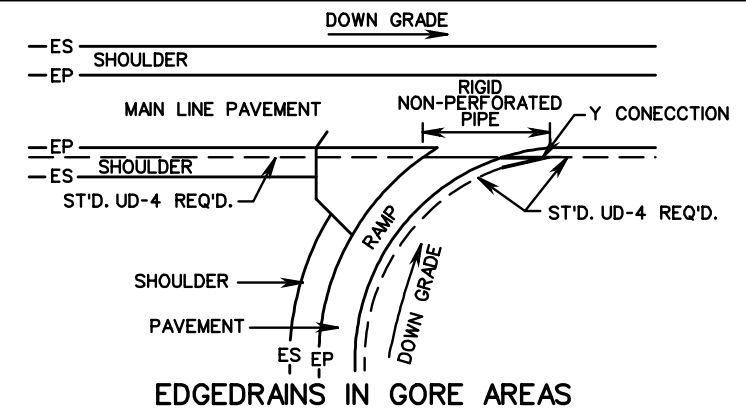 DOWN GRADE
ES
SHOULDER
EP
RIGID
NON-PERFORATED
PIPE
MAIN LINE PAVEMENT
Y CONECCTION
EP
SHOULDER
ES
ST'D. UD-4 REQ'D.
ST'D. UD-4 REQ'D.
RAMP
SHOULDER
DOWN GRADE
PAVEMENT
ES EP
EDGEDRAINS IN GORE AREAS